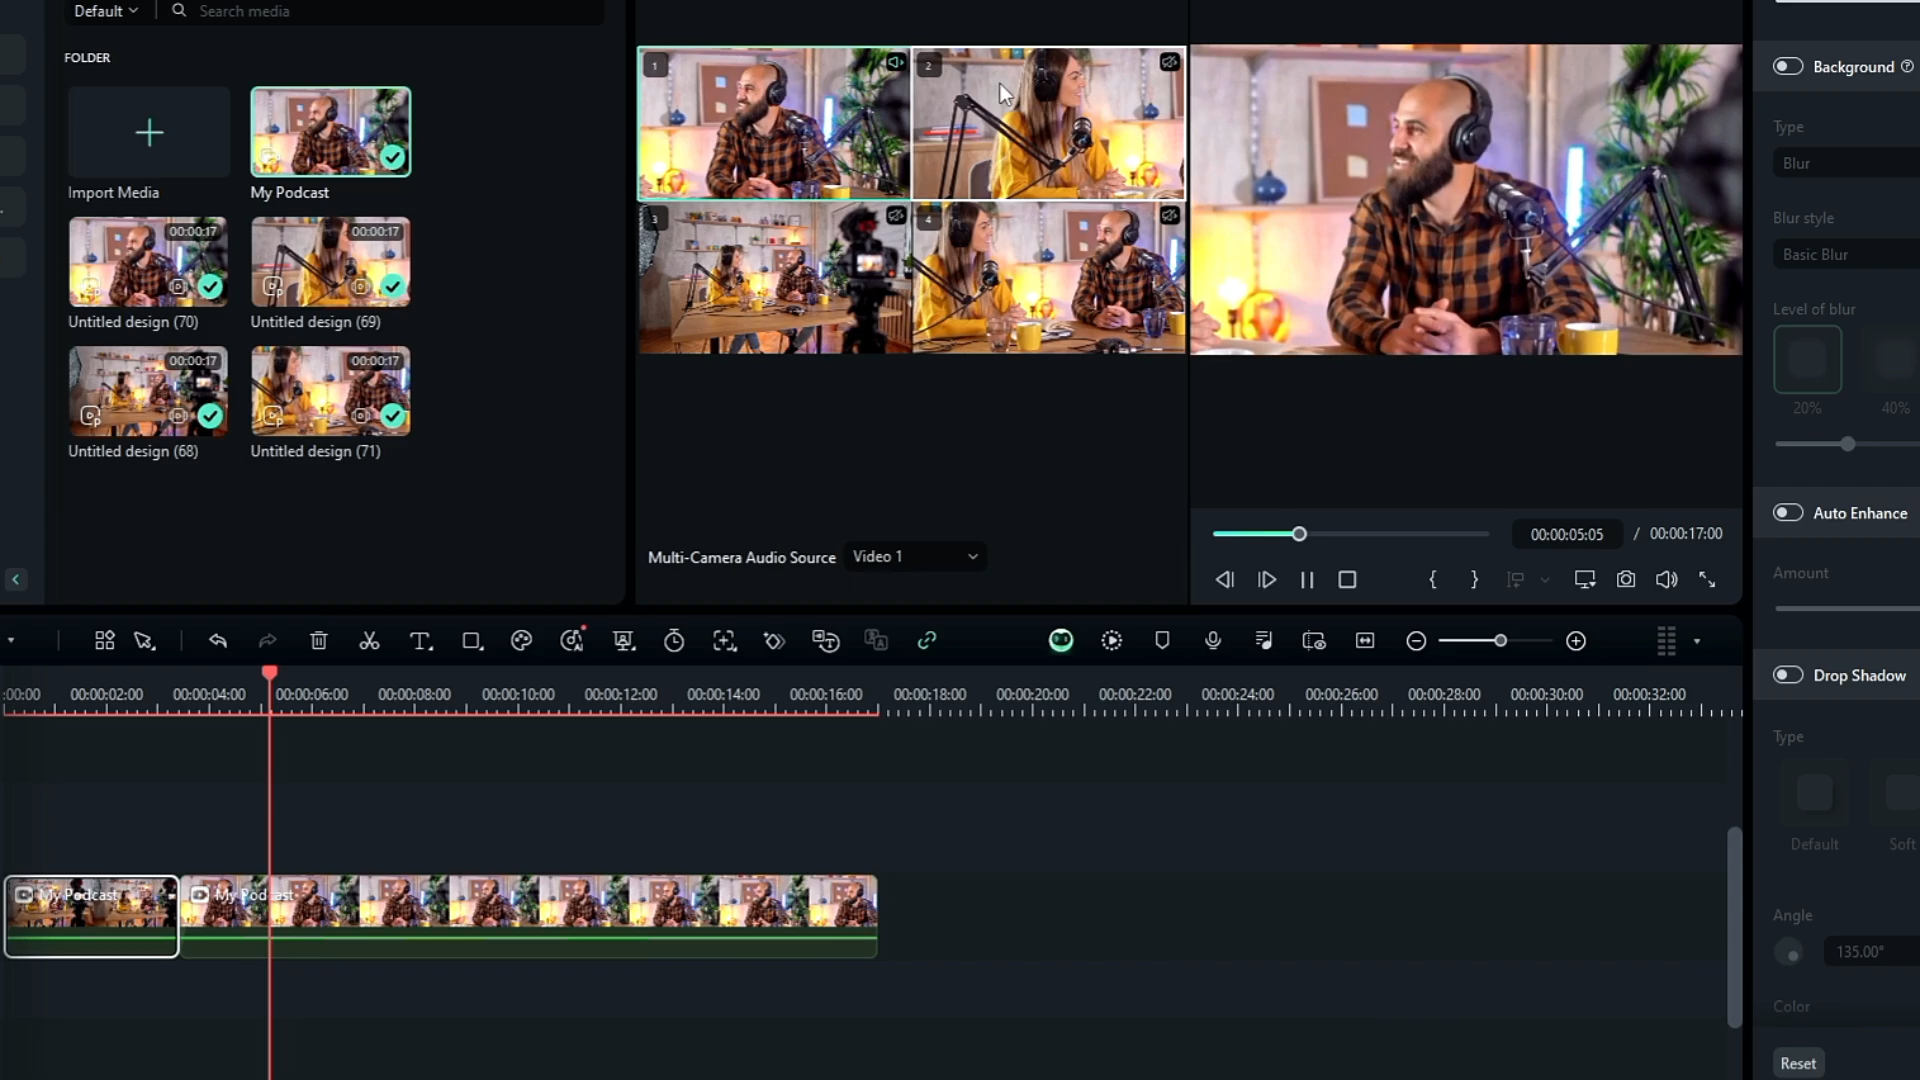 Default
Search media
FOLDER
Import Media
My Podcast
00:00:17
00:00:17
Untitled design (70)
Untitled design (69)
00:00:17
00:00:17
Untitled design (68)
Untitled design (71)
1
2
3
4
Multi-Camera Audio Source
Video 1
00:00:05:05 / 00:00:17:00
Background
Type
Blur
Blur style
Basic Blur
Level of blur
20%
40%
Auto Enhance
Amount
Drop Shadow
Type
Default
Soft
Angle
135.00°
Color
Reset
:00:00
00:00:02:00
00:00:04:00
00:00:06:00
00:00:08:00
00:00:10:00
00:00:12:00
00:00:14:00
00:00:16:00
00:00:18:00
00:00:20:00
00:00:22:00
00:00:24:00
00:00:26:00
00:00:28:00
00:00:30:00
00:00:32:00
My Podcast
My Podcast